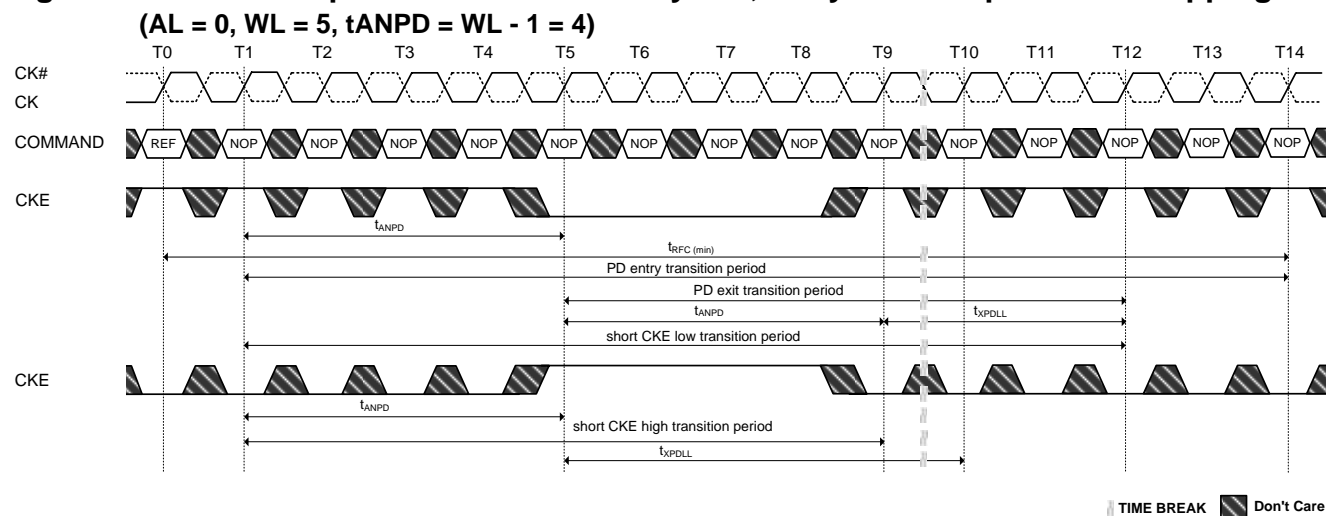 (AL = 0, WL = 5, tANPD = WL - 1 = 4)
T0 T1 T2 T3 T4 T5 T6 T7 T8 T9 T10 T11 T12 T13 T14
CK#
CK
COMMAND REF NOP NOP NOP NOP NOP NOP NOP NOP NOP NOP NOP NOP NOP NOP
CKE
tANPD
tRFC (min)
PD entry transition period
PD exit transition period
tANPD tXPDLL
short CKE low transition period
CKE
tANPD
short CKE high transition period
tXPDLL
TIME BREAK Don't Care